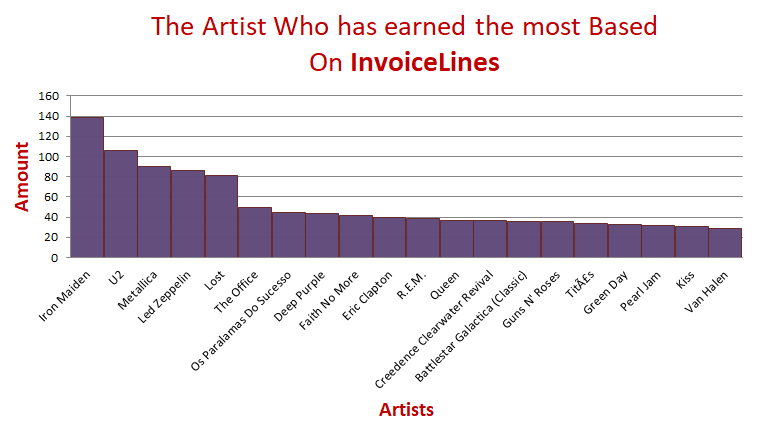 The Artist Who has earned the most Based
On InvoiceLines
160
140
120
100
80
60
40
20
0
Amount
Iron Maiden
U2
Metallica
Led Zeppelin
Lost
The Office
Os Paralamas Do Sucesso
Deep Purple
Faith No More
Eric Clapton
R.E.M.
Queen
Creedence Clearwater Revival
Battlestar Galactica (Classic)
Guns N' Roses
TitÃ£s
Green Day
Pearl Jam
Kiss
Van Halen
Artists